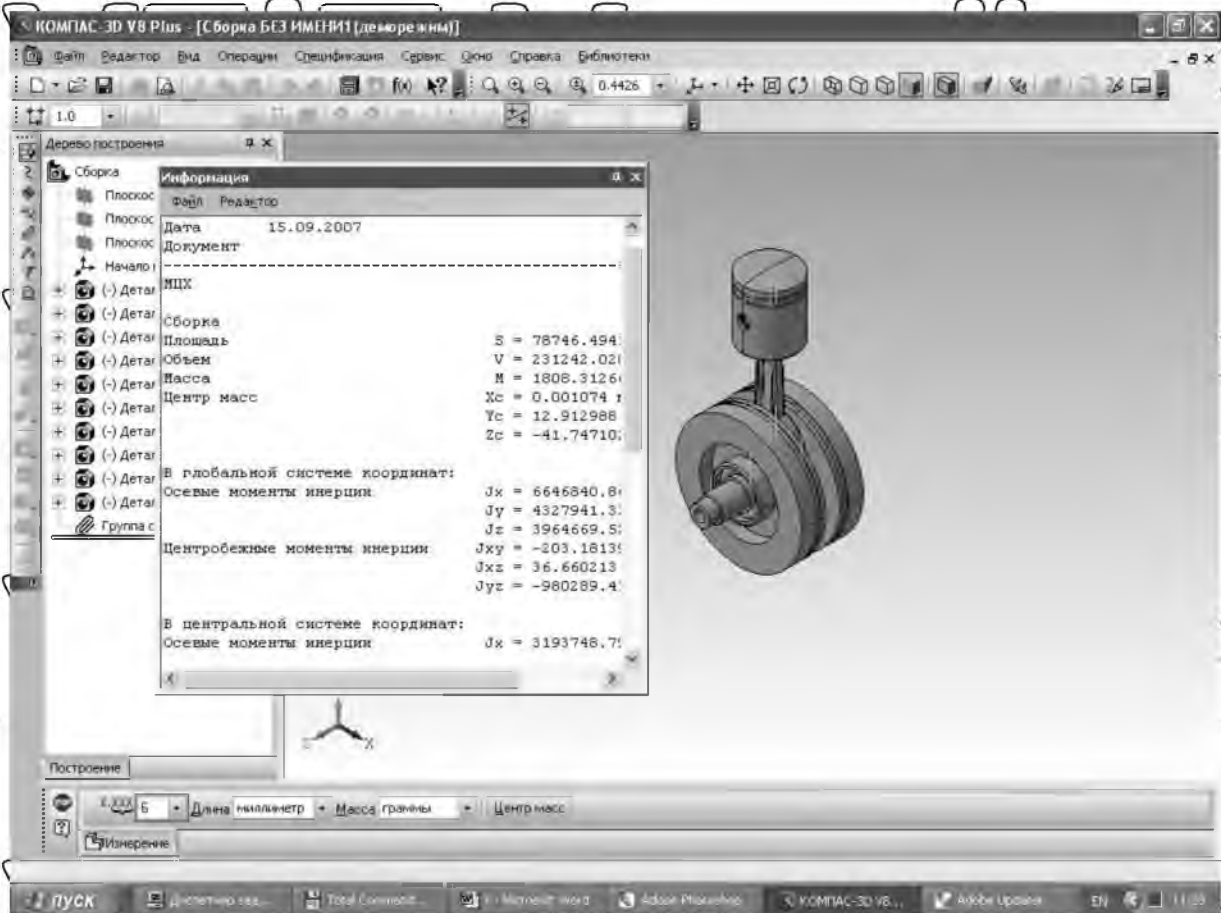 КОМПАС-3D V8 Plus - [Сборка БЕЗ ИМЕНИ1 (деморежим)]
Файл Редактор Вид Операции Спецификация Сервис Окно Справка Библиотеки
0.4426
1.0
Дерево построения
Сборка
Плоскос
Плоскос
Плоскос
Начало
(-) Детал
(-) Детал
(-) Детал
(-) Детал
(-) Детал
(-) Детал
(-) Детал
(-) Детал
(-) Детал
(-) Детал
Группа с
Информация
Файл Редактор
Дата 15.09.2007
Документ
МЦХ
Сборка
Площадь S = 78746.494
Объем V = 231242.02
Масса M = 1808.3126
Центр масс Xc = 0.001074
Yc = 12.912988
Zc = -41.74710
В глобальной системе координат:
Осевые моменты инерции Jx = 6646840.8
Jy = 4327941.3
Jz = 3964669.5
Центробежные моменты инерции Jxy = -203.1813
Jxz = 36.660213
Jyz = -980289.4
В центральной системе координат:
Осевые моменты инерции Jx = 3193748.7
X
Построение
6 Длина миллиметр Масса граммы Центр масс
Измерение
пуск Диспетчер зад... Total Comman... Microsoft Word Adobe Photoshop КОМПАС-3D V8... Adobe Updater EN